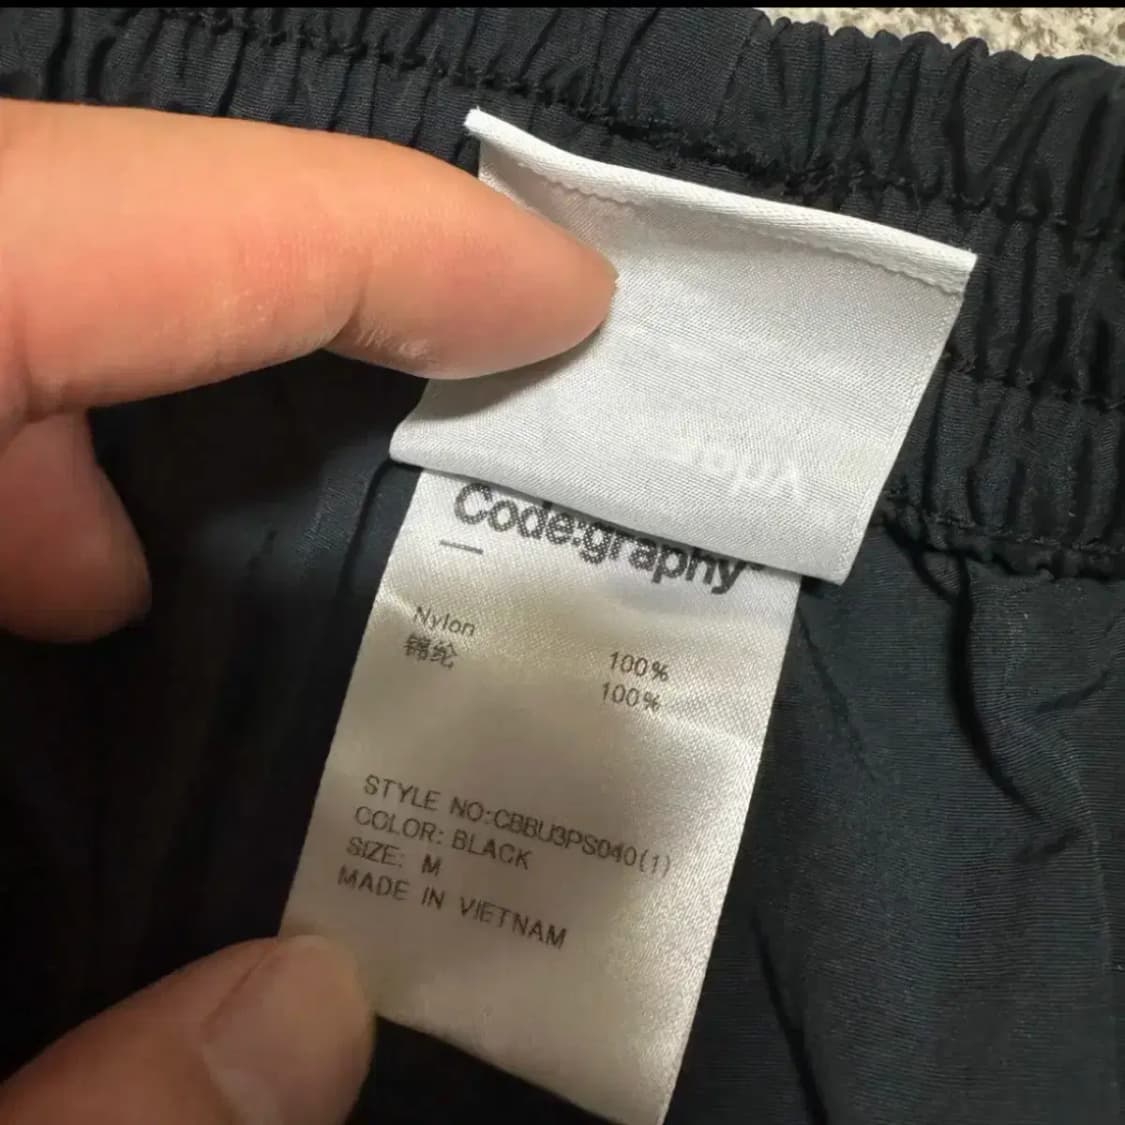 Code:graphy
Nylon 100%
锦纶 100%
STYLE NO:CBBU3PS040(1)
COLOR: BLACK
SIZE: M
MADE IN VIETNAM